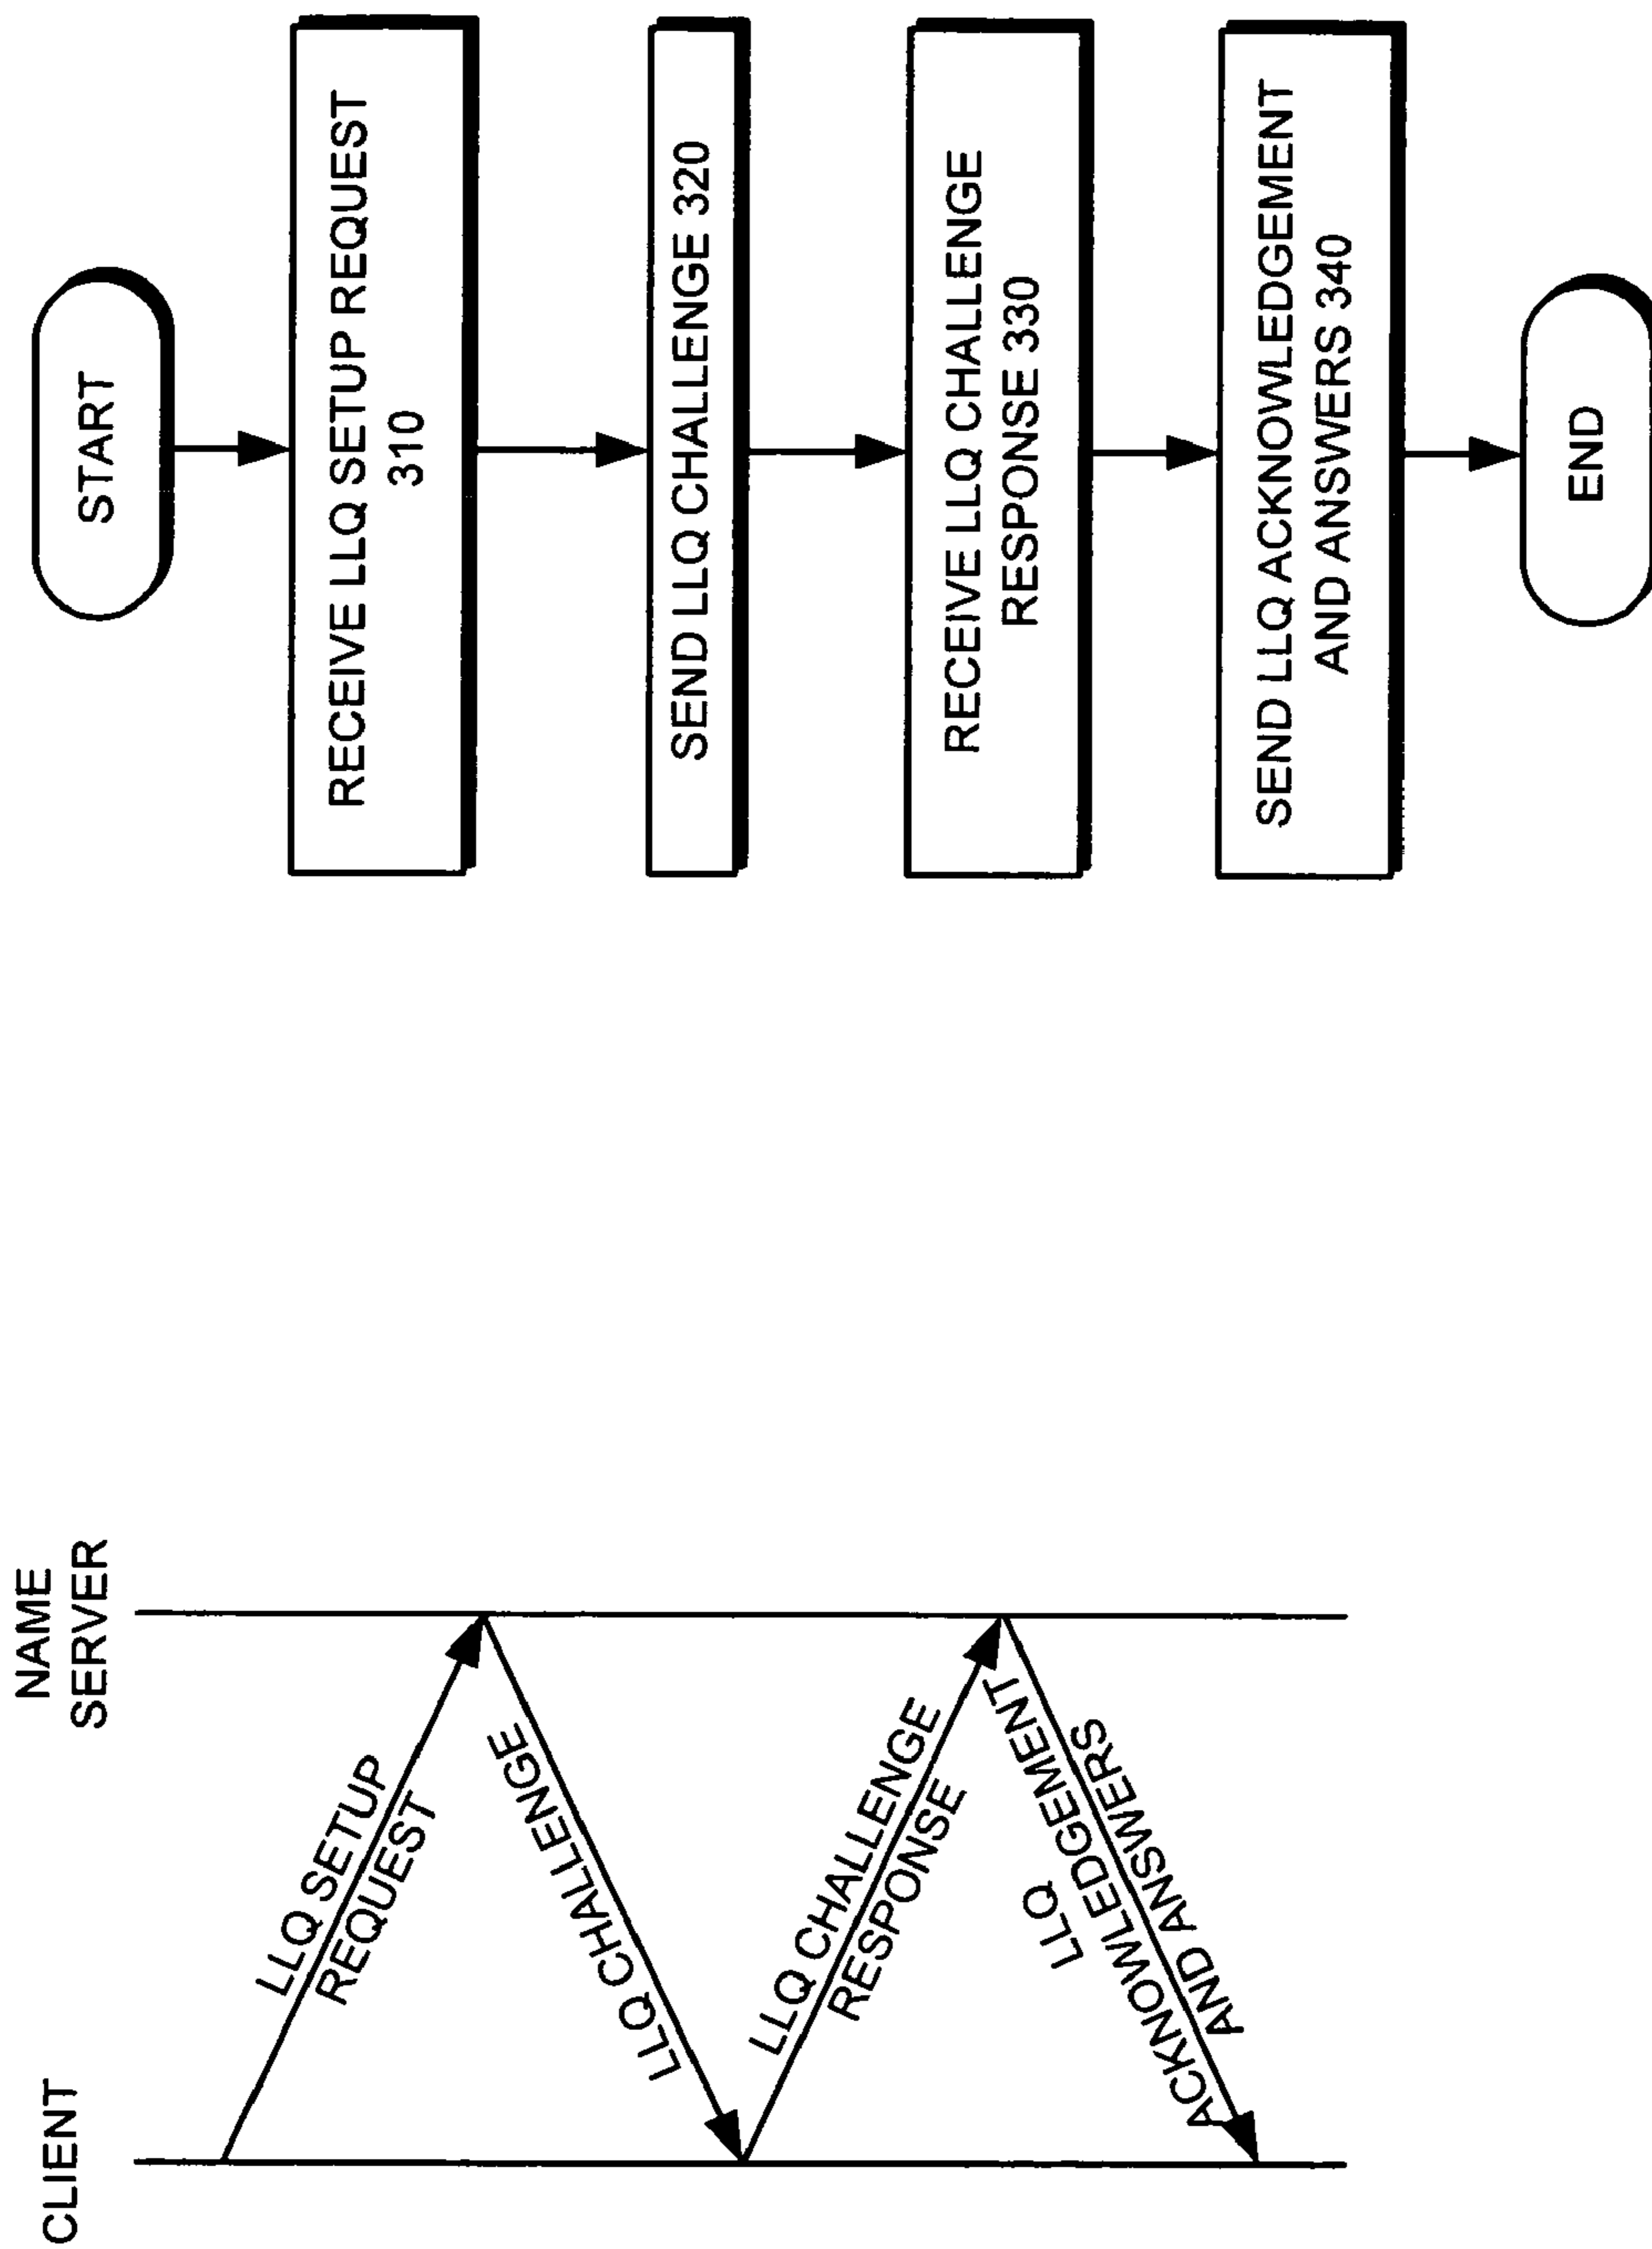 CLIENT
NAME
SERVER
LLQ SETUP
REQUEST
LLQ CHALLENGE
LLQ CHALLENGE
RESPONSE
LLQ
ACKNOWLEDGEMENT
AND ANSWERS
START
RECEIVE LLQ SETUP REQUEST
310
SEND LLQ CHALLENGE 320
RECEIVE LLQ CHALLENGE
RESPONSE 330
SEND LLQ ACKNOWLEDGEMENT
AND ANSWERS 340
END